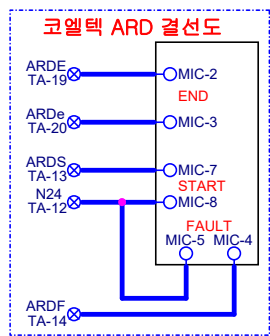 코엘텍 ARD 결선도
ARDE
TA-19
MIC-2
END
ARDe
TA-20
MIC-3
ARDS
TA-13
MIC-7
START
N24
TA-12
MIC-8
FAULT
MIC-5 MIC-4
ARDF
TA-14